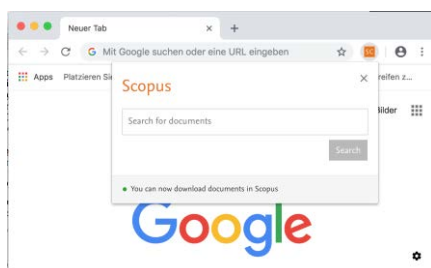 Neuer Tab
Mit Google suchen oder eine URL eingeben
SC
Apps Platzieren Sie
reifen z...
Scopus
Bilder
Search for documents
Search
You can now download documents in Scopus
Google